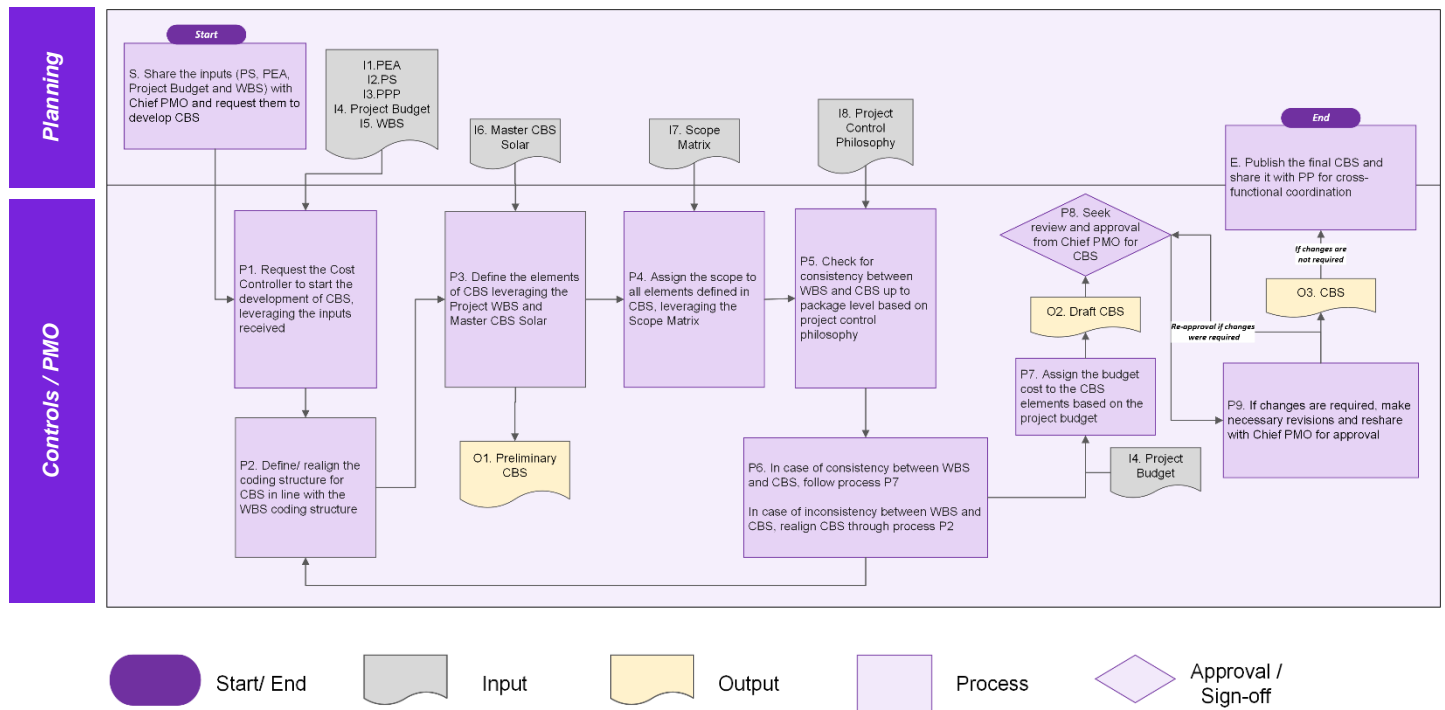 Planning
Start
S. Share the inputs (PS, PEA,
Project Budget and WBS) with
Chief PMO and request them to
develop CBS
I1.PEA
I2.PS
I3.PPP
I4. Project Budget
I5. WBS
I6. Master CBS
Solar
I7. Scope
Matrix
I8. Project
Control
Philosophy
End
E. Publish the final CBS and
share it with PP for cross-
functional coordination
Controls / PMO
P1. Request the Cost
Controller to start the
development of CBS,
leveraging the inputs
received
P2. Define/ realign the
coding structure for
CBS in line with the
WBS coding structure
P3. Define the elements
of CBS leveraging the
Project WBS and
Master CBS Solar
O1. Preliminary
CBS
P4. Assign the scope to
all elements defined in
CBS, leveraging the
Scope Matrix
P5. Check for
consistency between
WBS and CBS up to
package level based on
project control
philosophy
P6. In case of consistency between WBS
and CBS, follow process P7
In case of inconsistency between WBS and
CBS, realign CBS through process P2
P8. Seek
review and approval
from Chief PMO for
CBS
O2. Draft CBS
P7. Assign the budget
cost to the CBS
elements based on the
project budget
I4. Project
Budget
If changes are
not required
O3. CBS
Re-approval if changes
were required
P9. If changes are required, make
necessary revisions and reshare
with Chief PMO for approval
Start/ End
Input
Output
Process
Approval /
Sign-off